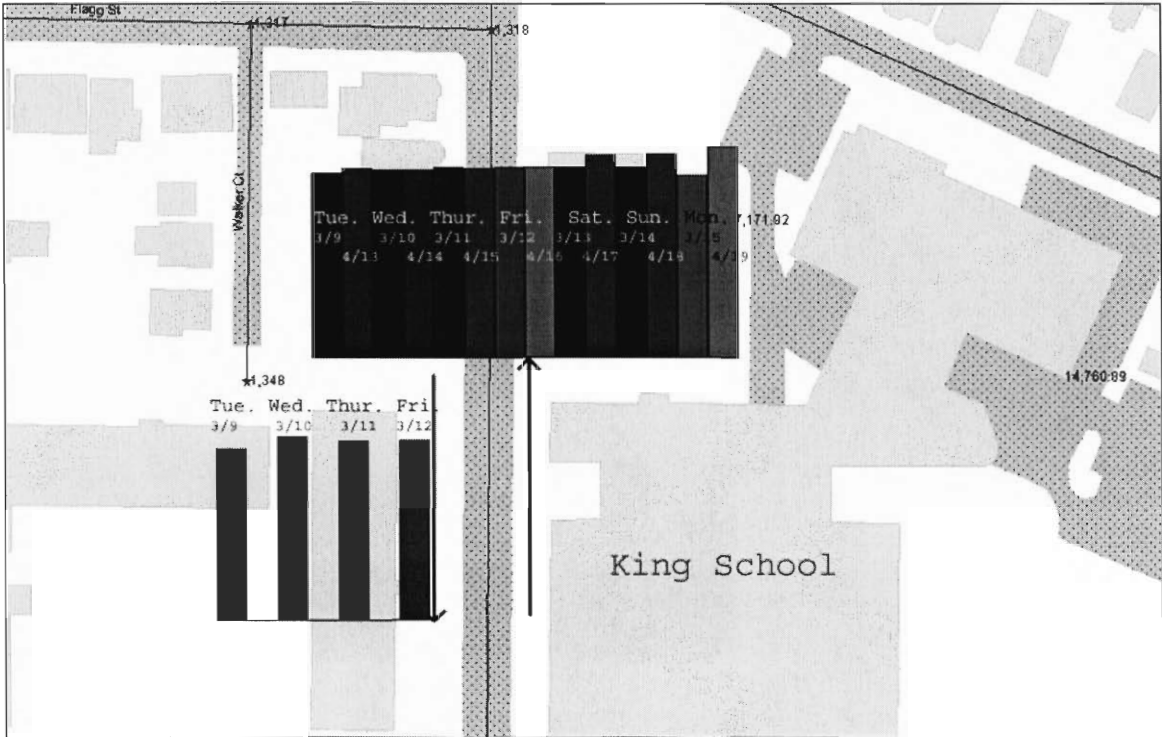 Flagg St
1,317
1,318
Walker Ct
Tue. Wed. Thur. Fri. Sat. Sun. Mon. 7,171.92
3/9 3/10 3/11 3/12 3/13 3/14 3/15
4/13 4/14 4/15 4/16 4/17 4/18 4/19
1,348
14,760.89
Tue. Wed. Thur. Fri.
3/9 3/10 3/11 3/12
King School